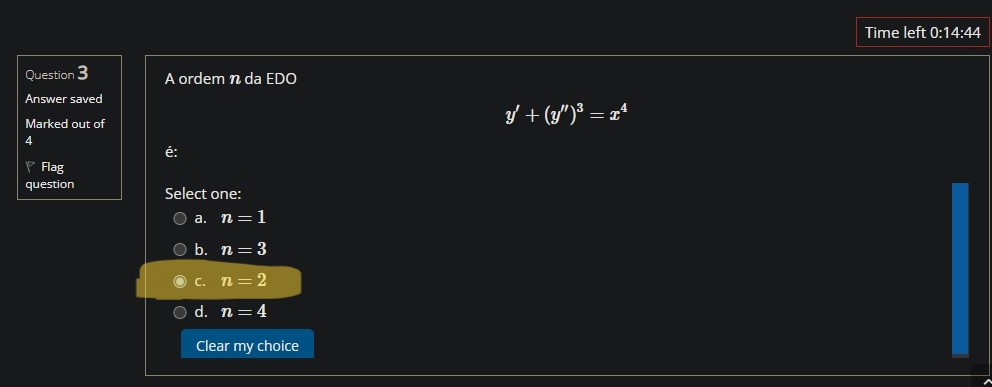 Time left 0:14:44
Question 3
Answer saved
Marked out of
4
Flag
question
A ordem n da EDO
y′ + (y″)³ = x⁴
é:
Select one:
a. n = 1
b. n = 3
c. n = 2
d. n = 4
Clear my choice